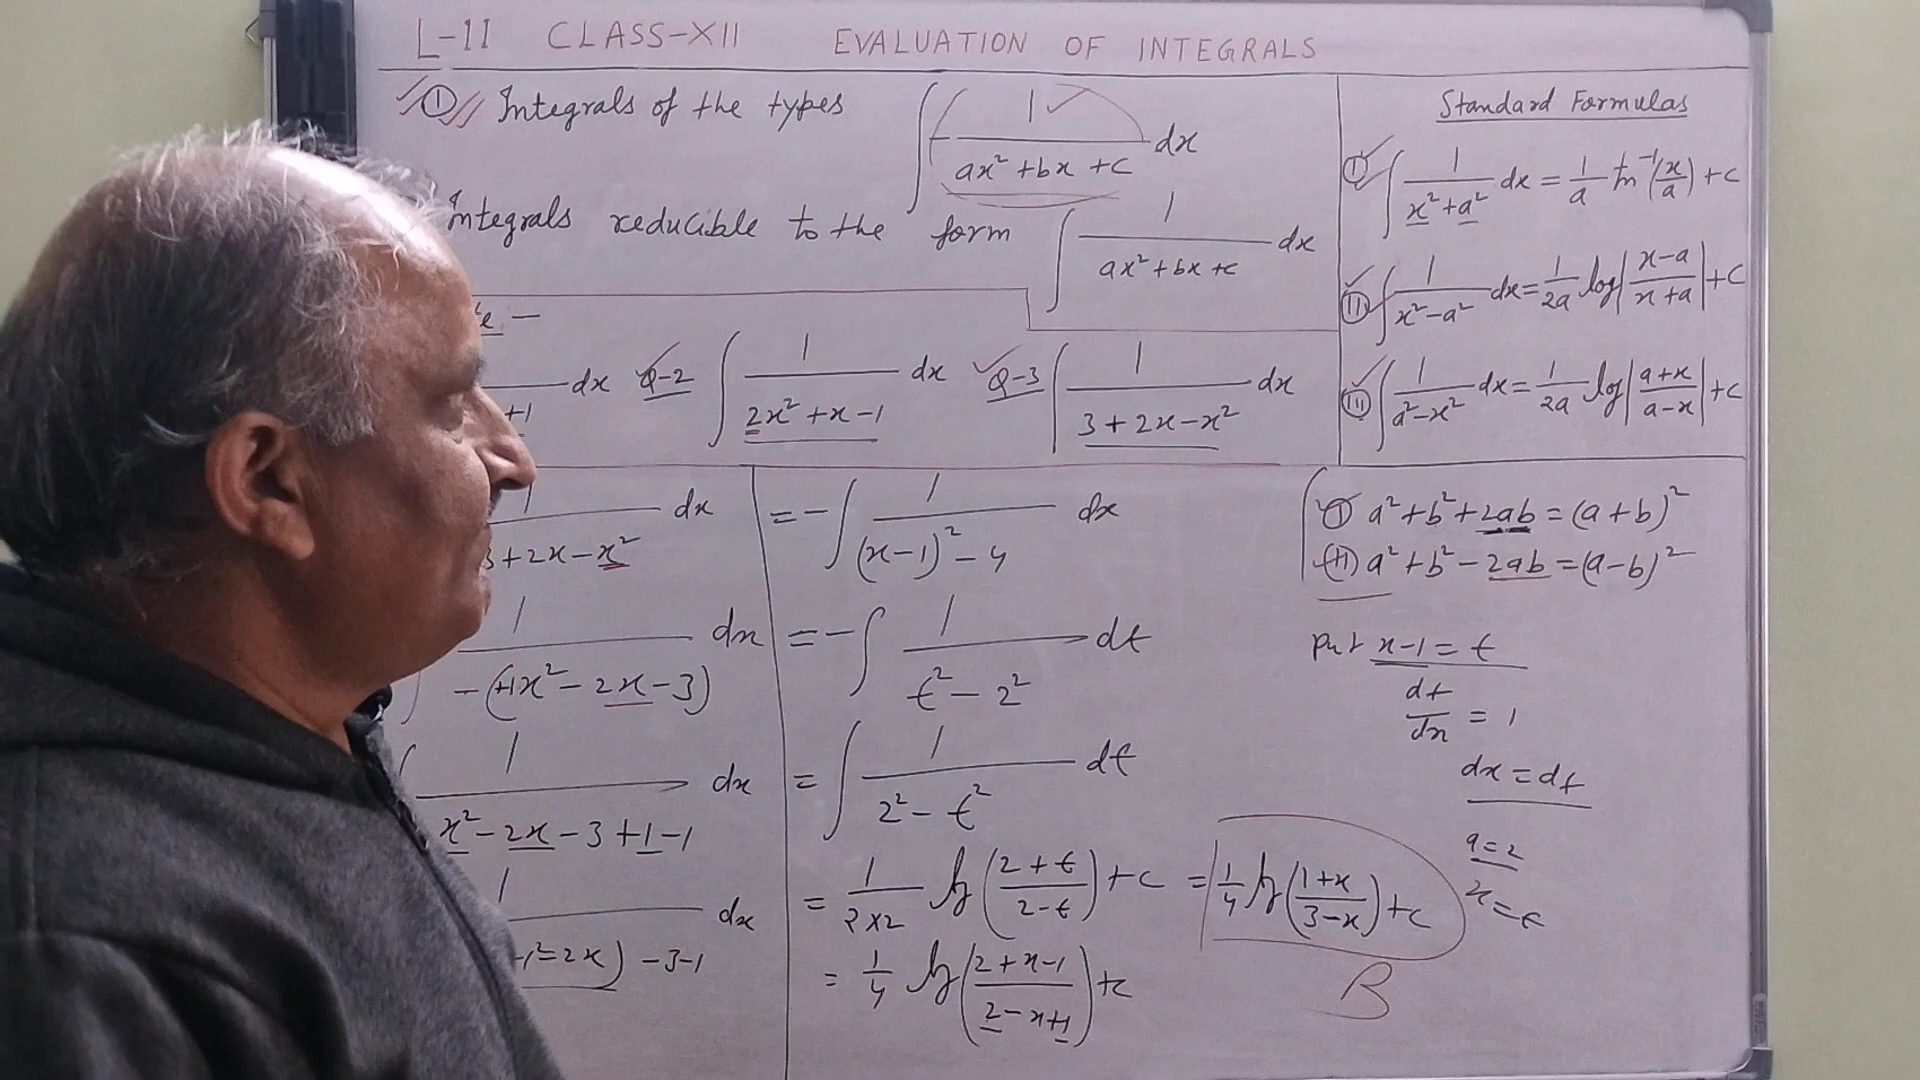 L-11 CLASS-XII EVALUATION OF INTEGRALS
① Integrals of the types ∫ 1/(ax²+bx+c) dx
Integrals reducible to the form ∫ 1/(ax²+bx+c) dx
dx Q-2 ∫ 1/(2x²+x-1) dx Q-3 ∫ 1/(3+2x-x²) dx
+1
Standard Formulas
(I) ∫ 1/(x²+a²) dx = 1/a tan⁻¹(x/a) + c
(II) ∫ 1/(x²-a²) dx = 1/2a log|(x-a)/(x+a)| + C
(III) ∫ 1/(a²-x²) dx = 1/2a log|(a+x)/(a-x)| + c
1/(3+2x-x²) dx
1/-(+1x²-2x-3) dx
1/(x²-2x-3+1-1) dx
1/(-1²-2x)-3-1 dx
= -∫ 1/((x-1)²-4) dx
= -∫ 1/(t²-2²) dt
= ∫ 1/(2²-t²) dt
= 1/(2×2) log((2+t)/(2-t)) + c = 1/4 log((1+x)/(3-x)) + c
= 1/4 log((2+x-1)/(2-x+1)) + c
B
(I) a²+b²+2ab = (a+b)²
(II) a²+b²-2ab = (a-b)²
Put x-1 = t
dt/dx = 1
dx = dt
a = 2
x = t